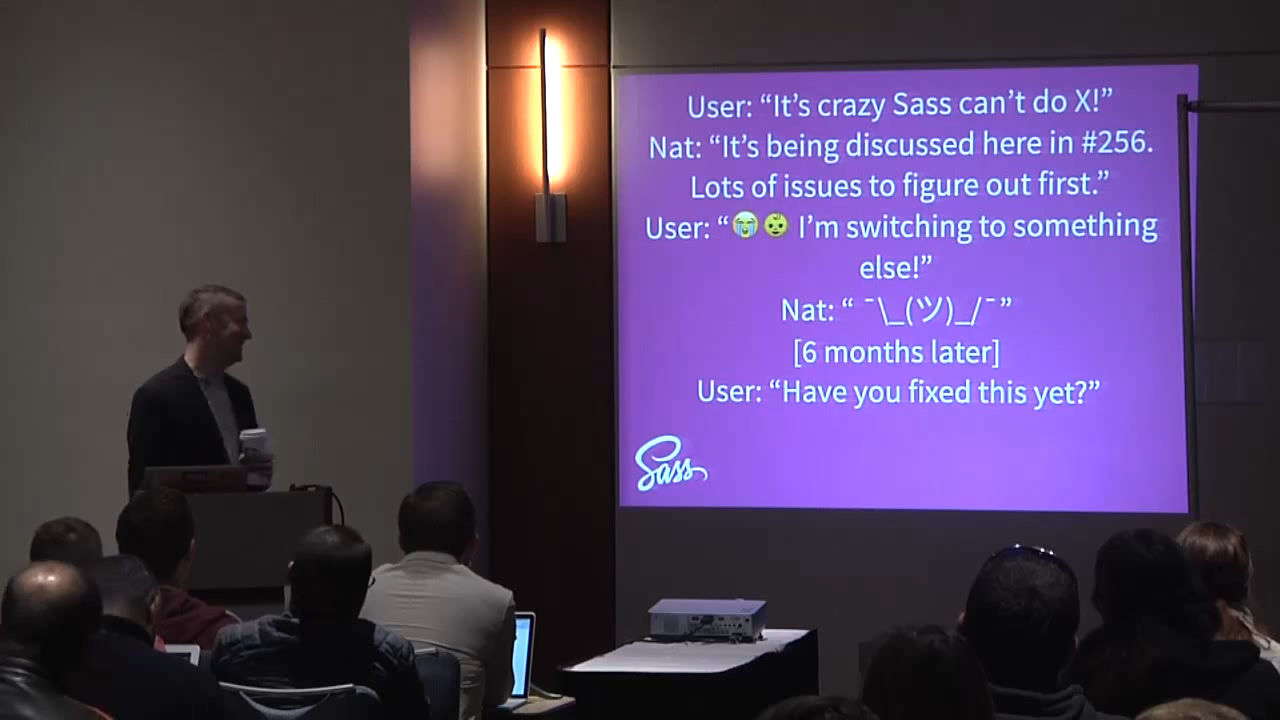 User: “It’s crazy Sass can’t do X!”
Nat: “It’s being discussed here in #256.
Lots of issues to figure out first.”
User: “😭👶 I’m switching to something
else!”
Nat: “ ¯\_(ツ)_/¯ ”
[6 months later]
User: “Have you fixed this yet?”
Sass